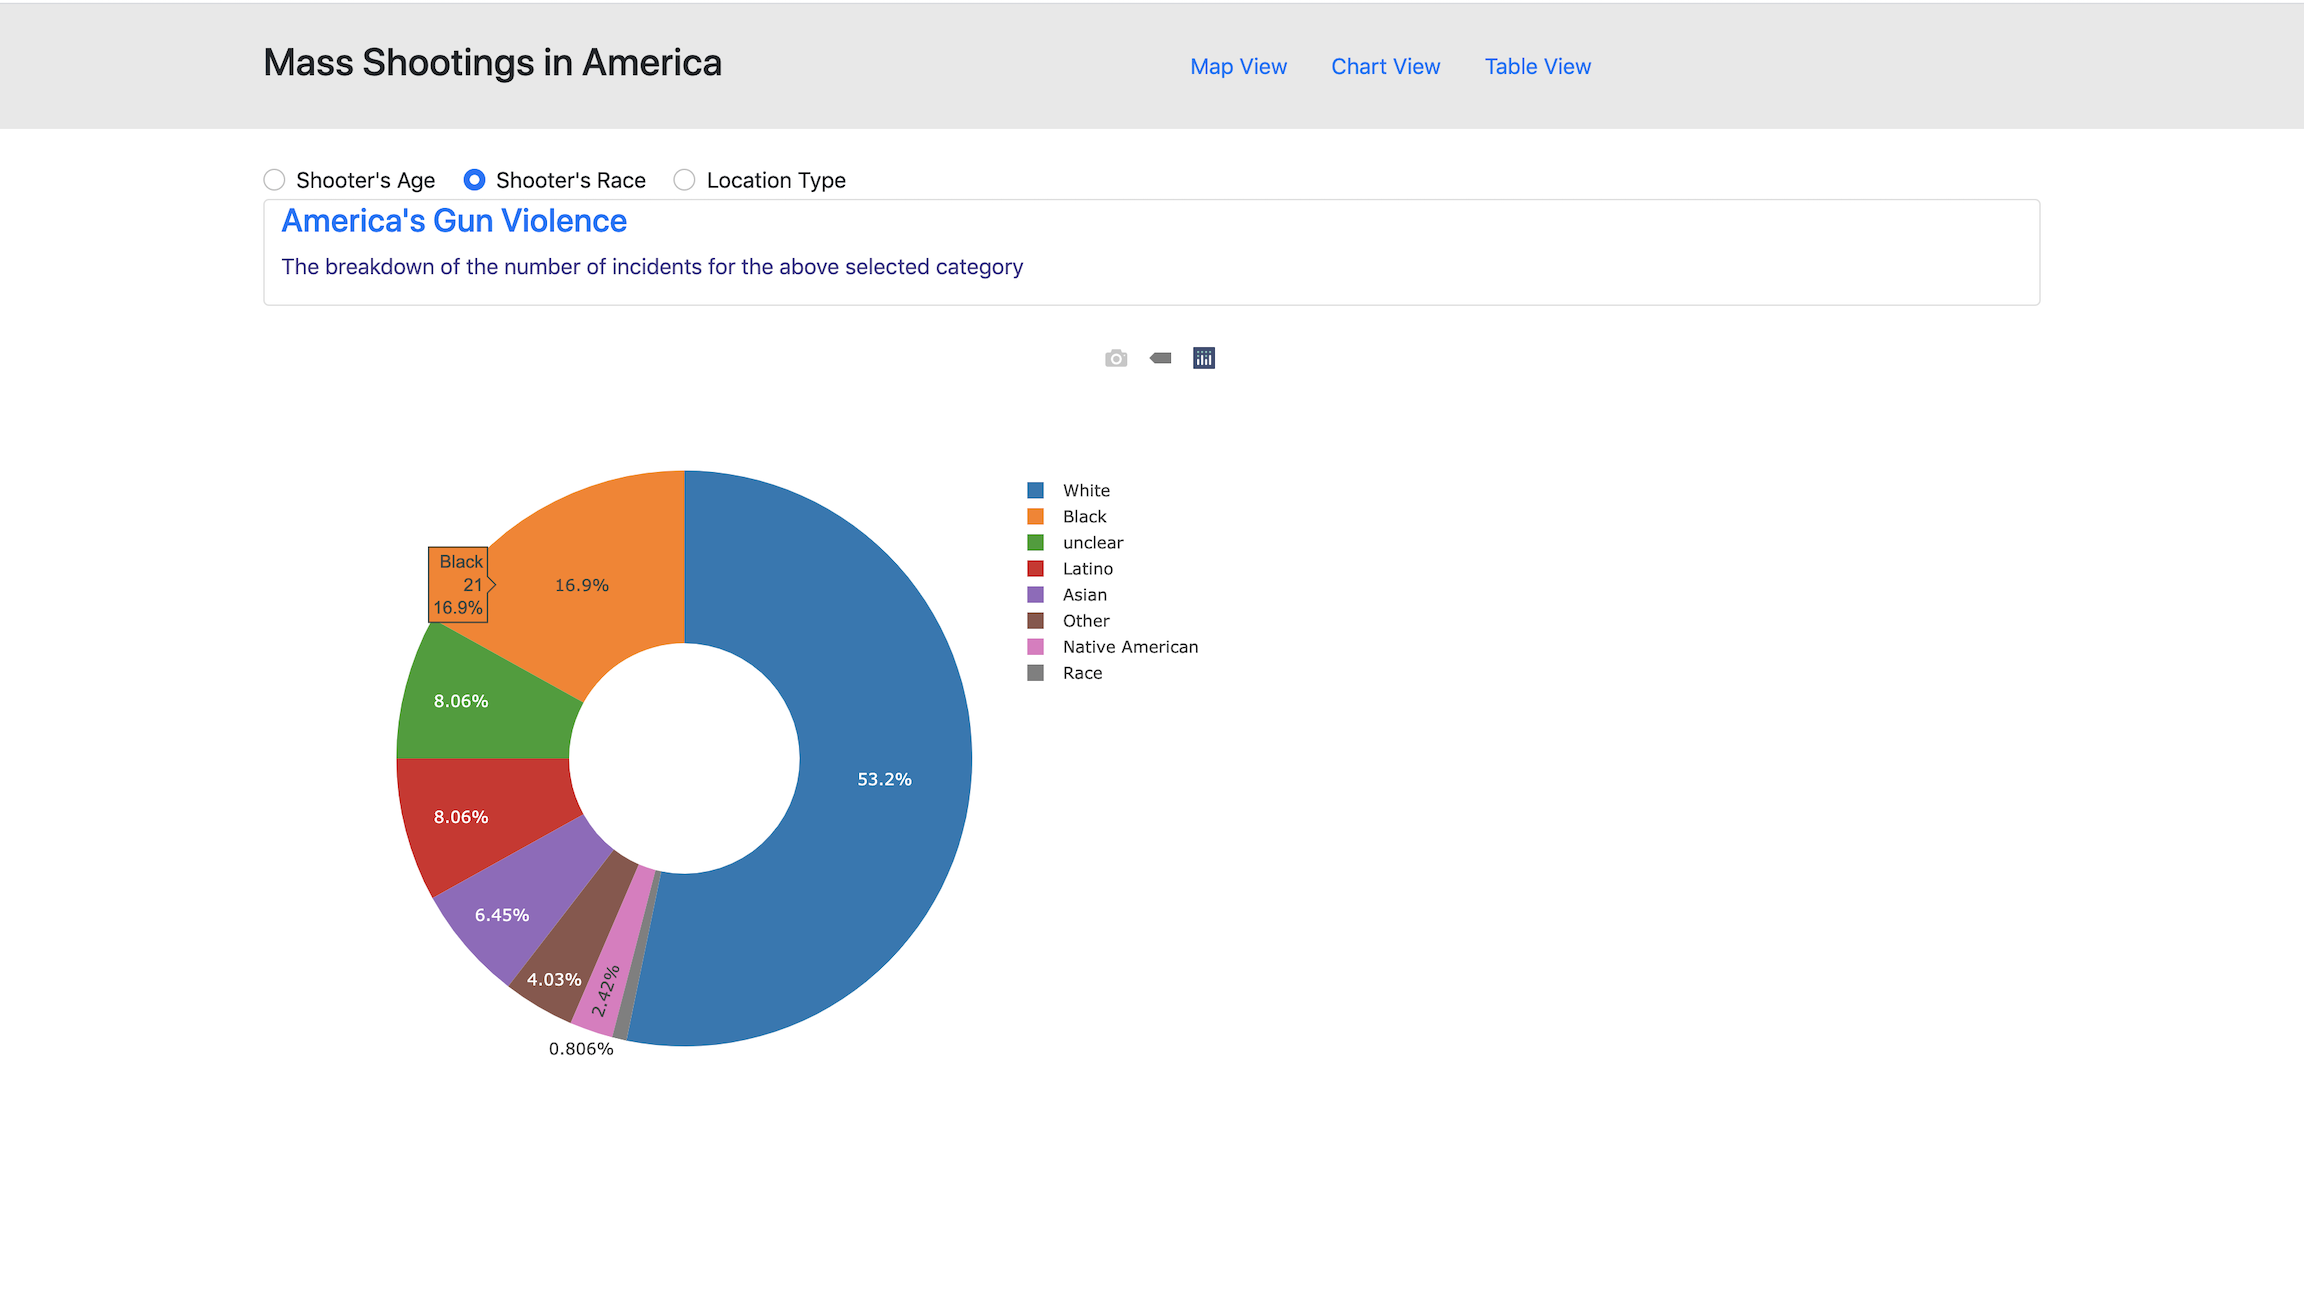 Mass Shootings in America
Map View Chart View Table View
Shooter's Age Shooter's Race Location Type
America's Gun Violence
The breakdown of the number of incidents for the above selected category
White
Black
unclear
Latino
Asian
Other
Native American
Race
Black
21
16.9%
16.9%
8.06%
53.2%
8.06%
6.45%
4.03%
2.42%
0.806%